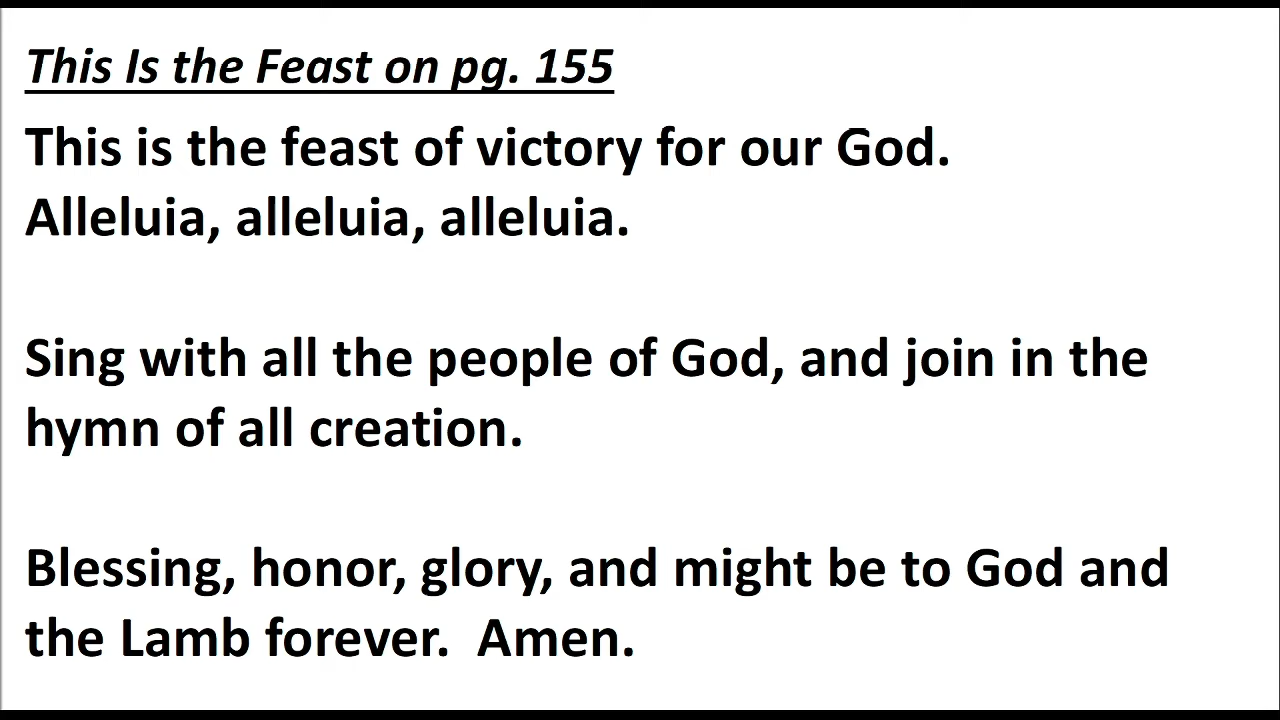 This Is the Feast on pg. 155
This is the feast of victory for our God.
Alleluia, alleluia, alleluia.
Sing with all the people of God, and join in the
hymn of all creation.
Blessing, honor, glory, and might be to God and
the Lamb forever.  Amen.